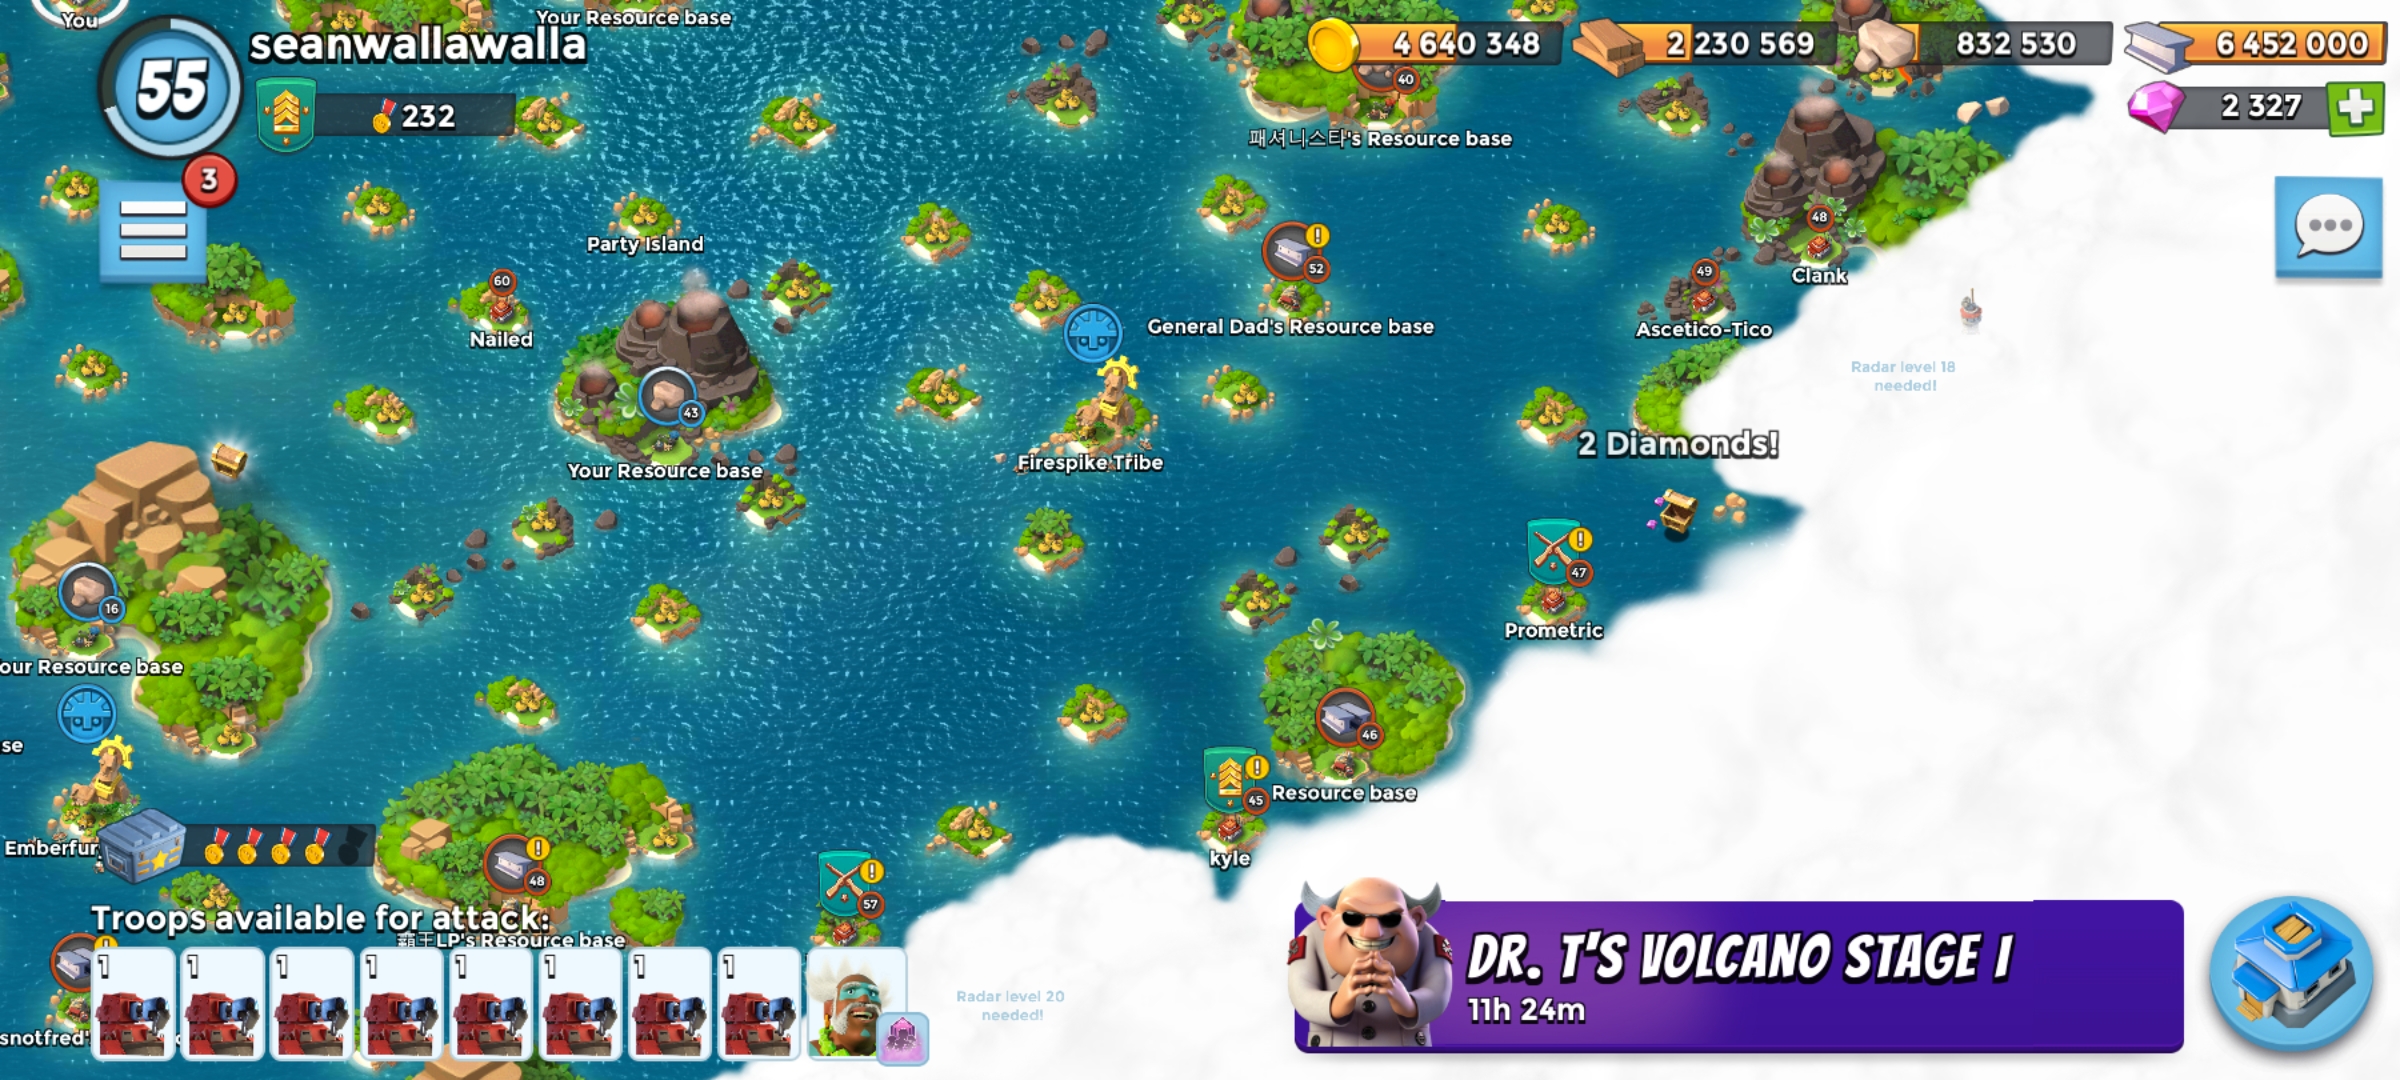 You
Your Resource base
seanwallawalla
55
232
3
4 640 348
2 230 569
832 530
6 452 000
2 327
40
패셔니스타's Resource base
Party Island
60
Nailed
52
General Dad's Resource base
48
Clank
49
Ascetico-Tico
Radar level 18
needed!
43
Your Resource base
Firespike Tribe
2 Diamonds!
16
our Resource base
47
Prometric
46
Resource base
45
kyle
se
Emberfur
48
57
Troops available for attack:
霸王LP's Resource base
1
1
1
1
1
1
1
1
snotfred'
Radar level 20
needed!
DR. T'S VOLCANO STAGE I
11h 24m